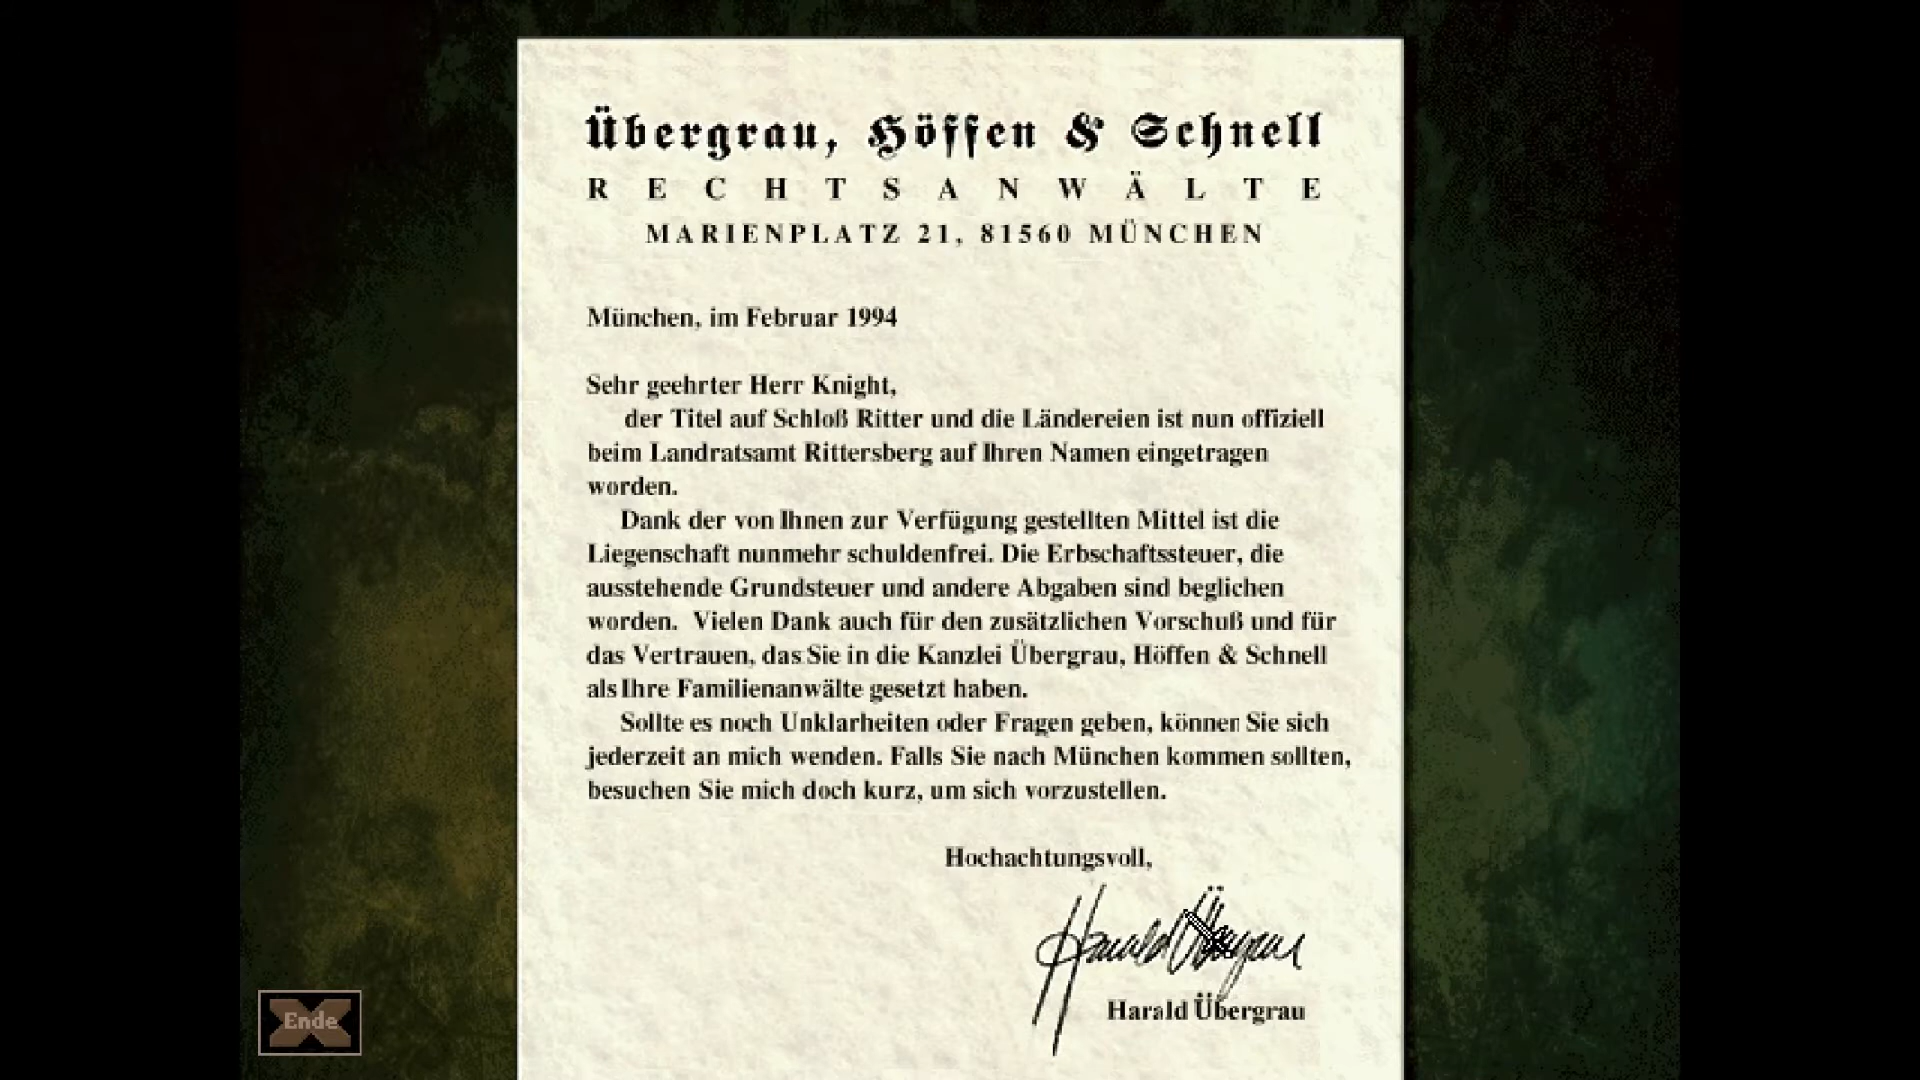 Übergrau, Höffen & Schnell
RECHTSANWÄLTE
MARIENPLATZ 21, 81560 MÜNCHEN
München, im Februar 1994
Sehr geehrter Herr Knight,
der Titel auf Schloß Ritter und die Ländereien ist nun offiziell
beim Landratsamt Rittersberg auf Ihren Namen eingetragen
worden.
Dank der von Ihnen zur Verfügung gestellten Mittel ist die
Liegenschaft nunmehr schuldenfrei. Die Erbschaftssteuer, die
ausstehende Grundsteuer und andere Abgaben sind beglichen
worden. Vielen Dank auch für den zusätzlichen Vorschuß und für
das Vertrauen, das Sie in die Kanzlei Übergrau, Höffen & Schnell
als Ihre Familienanwälte gesetzt haben.
Sollte es noch Unklarheiten oder Fragen geben, können Sie sich
jederzeit an mich wenden. Falls Sie nach München kommen sollten,
besuchen Sie mich doch kurz, um sich vorzustellen.
Hochachtungsvoll,
Harald Übergrau
Harald Übergrau
Ende